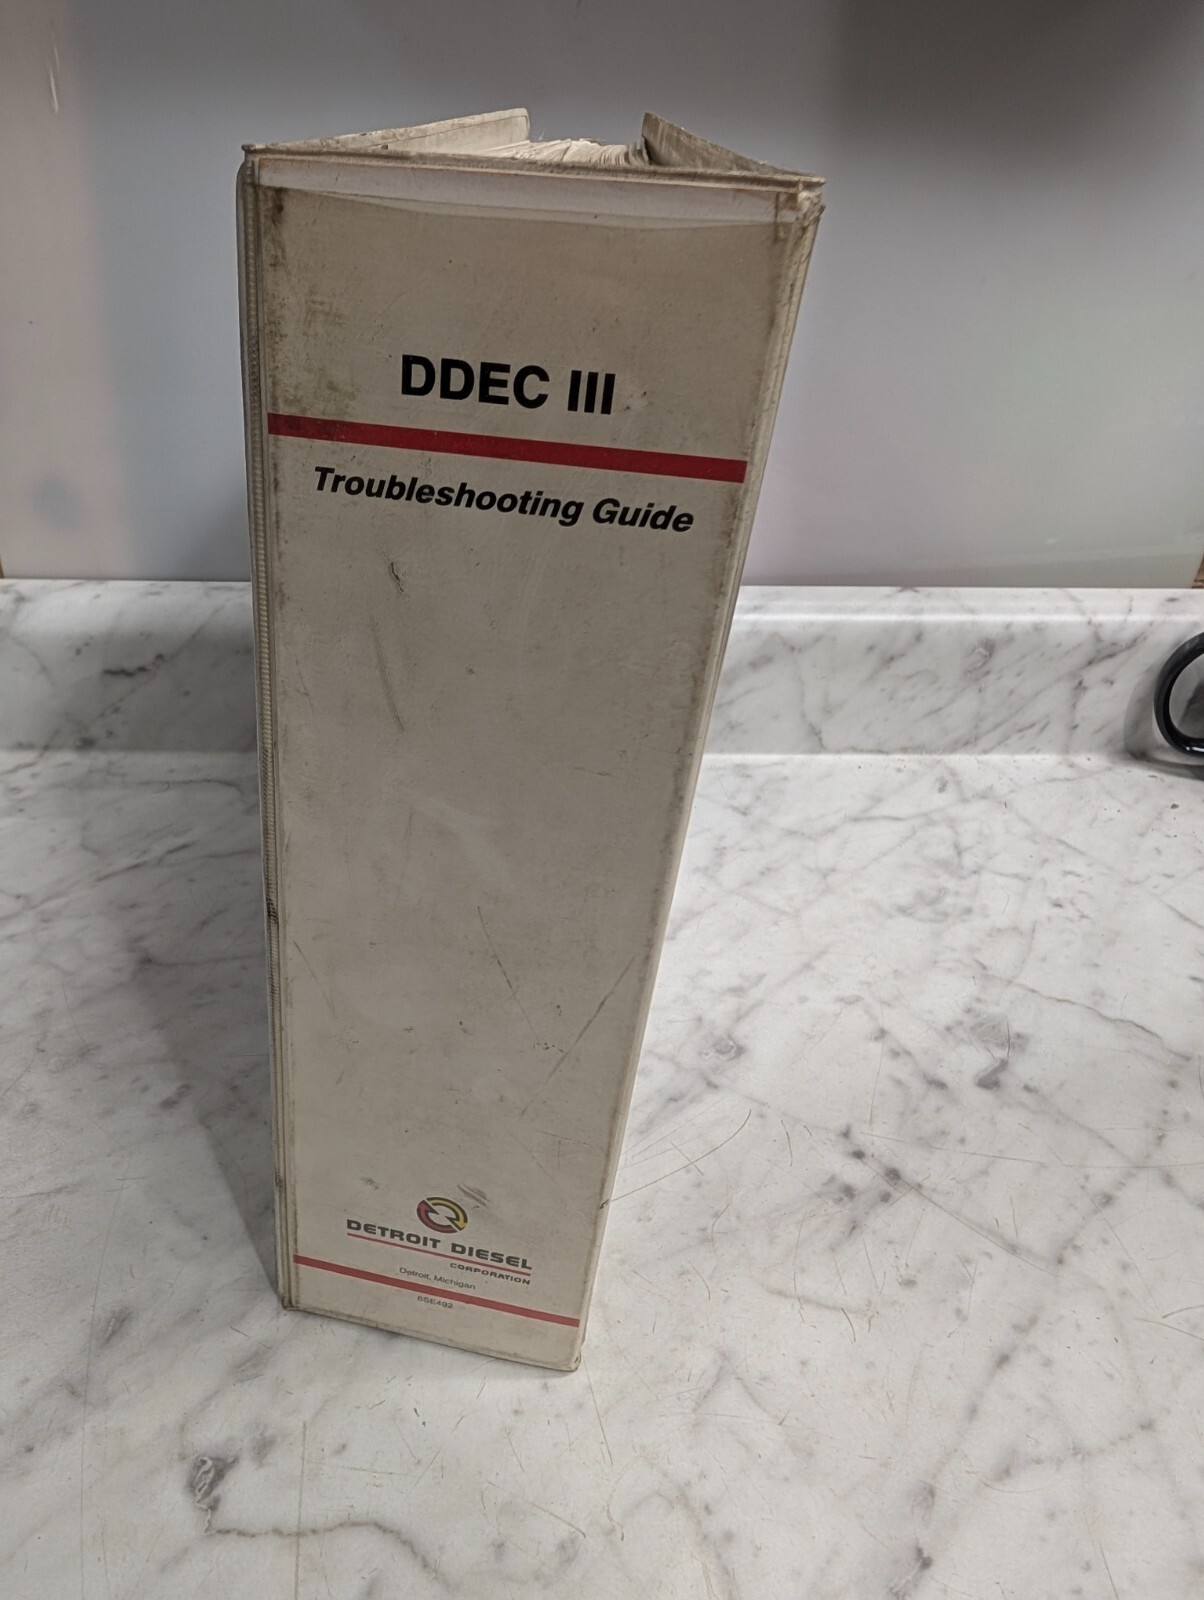 DDEC III
Troubleshooting Guide
DETROIT DIESEL
CORPORATION
Detroit, Michigan
6SE492